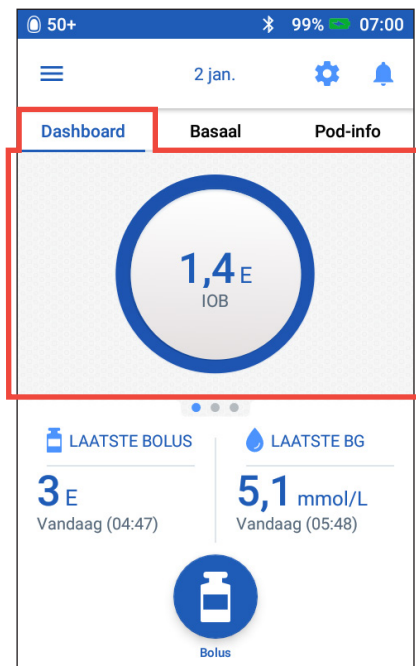 50+ 99% 07:00
2 jan.
Dashboard Basaal Pod-info
1,4 E
IOB
LAATSTE BOLUS LAATSTE BG
3 E 5,1 mmol/L
Vandaag (04:47) Vandaag (05:48)
Bolus